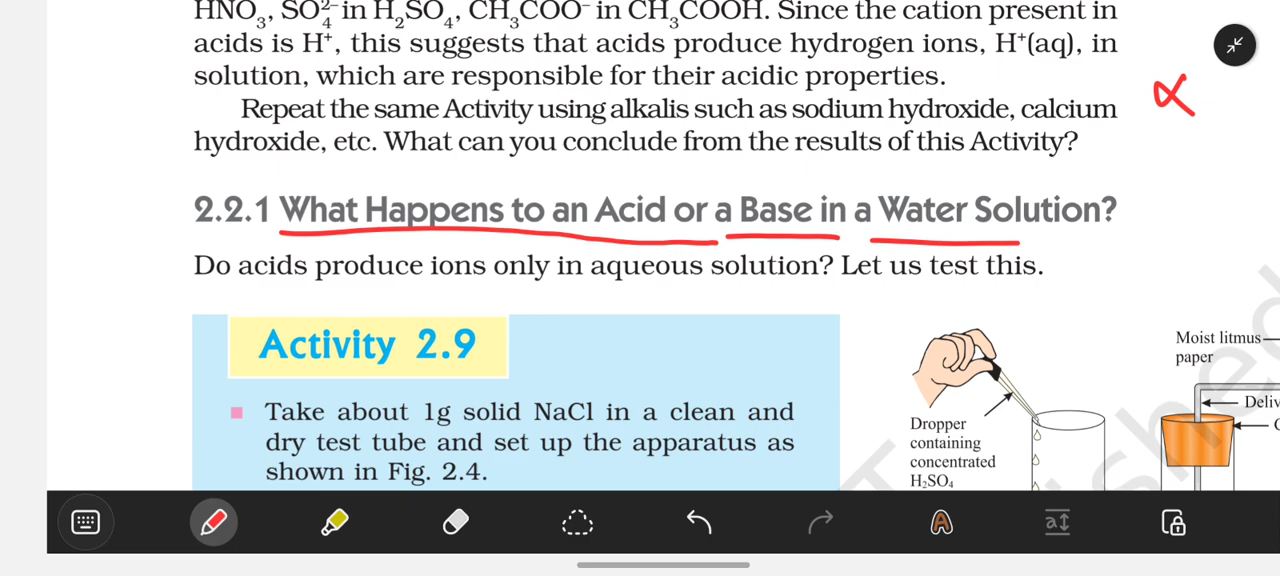 HNO₃, SO₄²⁻ in H₂SO₄, CH₃COO⁻ in CH₃COOH. Since the cation present in
acids is H⁺, this suggests that acids produce hydrogen ions, H⁺(aq), in
solution, which are responsible for their acidic properties.
Repeat the same Activity using alkalis such as sodium hydroxide, calcium
hydroxide, etc. What can you conclude from the results of this Activity?
2.2.1 What Happens to an Acid or a Base in a Water Solution?
Do acids produce ions only in aqueous solution? Let us test this.
Activity 2.9
Take about 1g solid NaCl in a clean and
dry test tube and set up the apparatus as
shown in Fig. 2.4.
Dropper
containing
concentrated
H₂SO₄
Moist litmus
paper